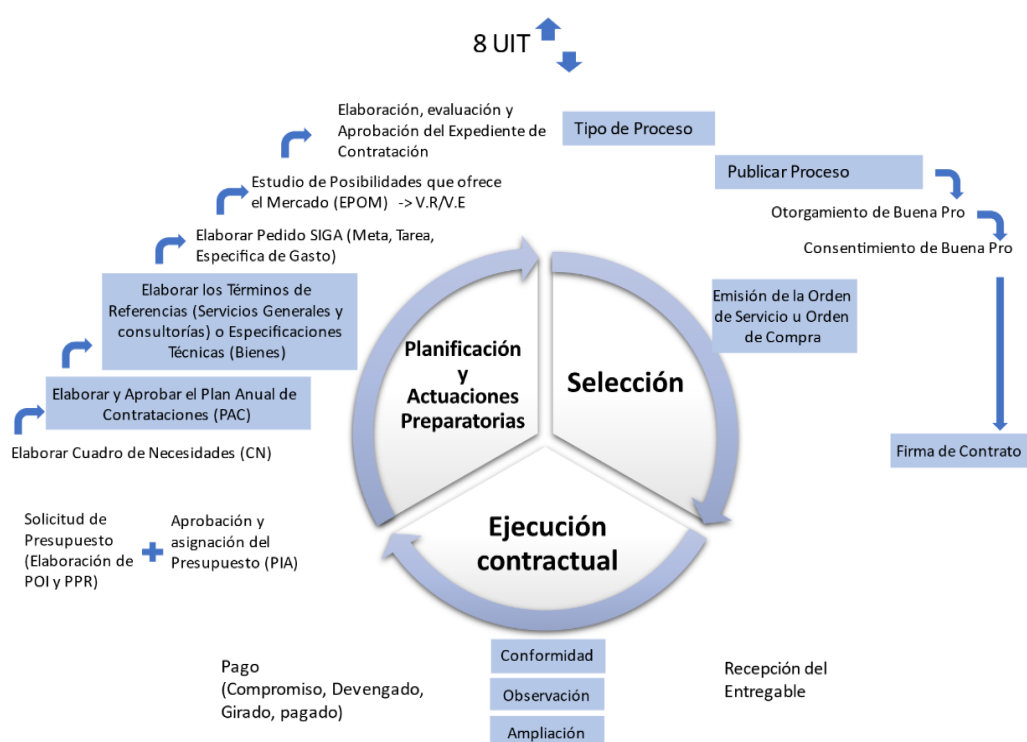 8 UIT
Elaboración, evaluación y
Aprobación del Expediente de
Contratación
Tipo de Proceso
Publicar Proceso
Estudio de Posibilidades que ofrece
el Mercado (EPOM) -> V.R/V.E
Otorgamiento de Buena Pro
Elaborar Pedido SIGA (Meta, Tarea,
Especifica de Gasto)
Consentimiento de Buena Pro
Elaborar los Términos de
Referencias (Servicios Generales y
consultorías) o Especificaciones
Técnicas (Bienes)
Emisión de la Orden
de Servicio u Orden
de Compra
Planificación
y
Actuaciones
Preparatorias
Selección
Elaborar y Aprobar el Plan Anual de
Contrataciones (PAC)
Elaborar Cuadro de Necesidades (CN)
Firma de Contrato
Solicitud de
Presupuesto
(Elaboración de
POI y PPR)
Aprobación y
asignación del
Presupuesto (PIA)
Ejecución
contractual
Pago
(Compromiso, Devengado,
Girado, pagado)
Conformidad
Observación
Ampliación
Recepción del
Entregable